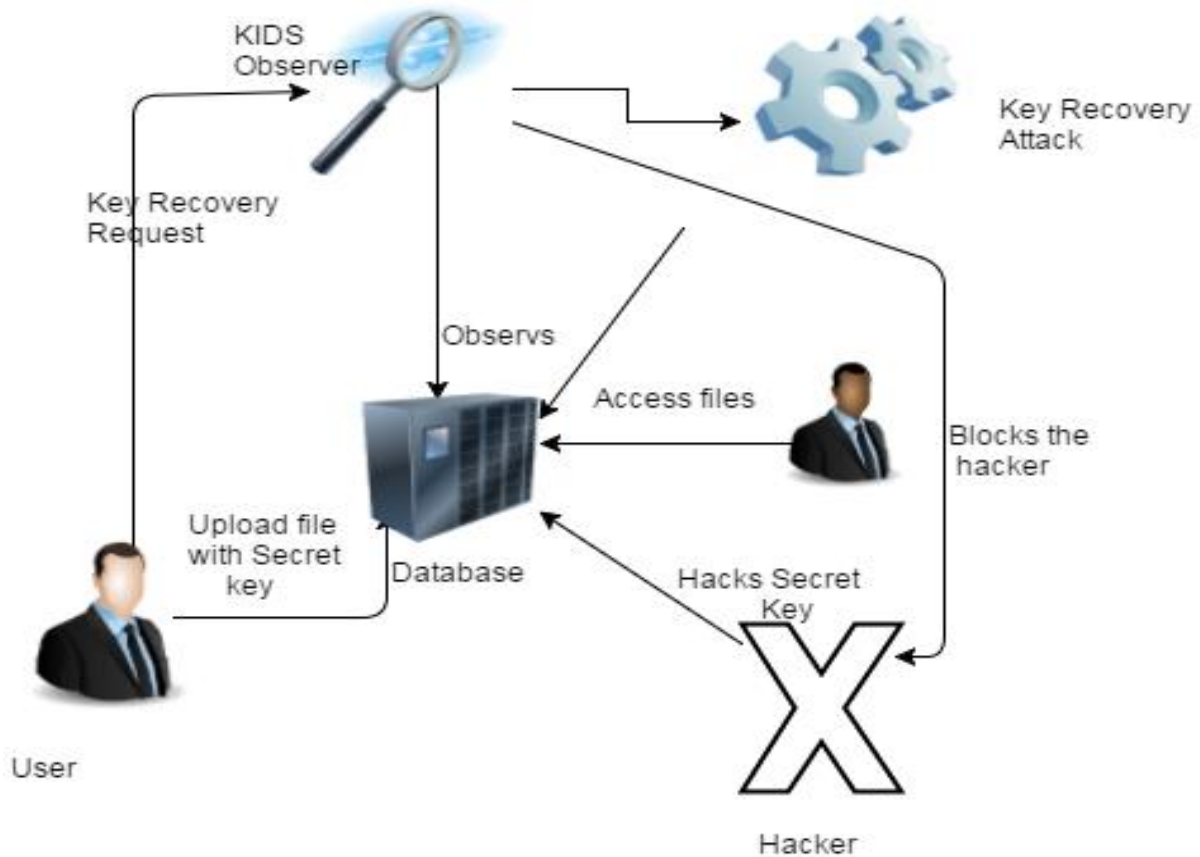 KIDS
Observer
Key Recovery
Attack
Key Recovery
Request
Observs
Access files
Blocks the
hacker
Upload file
with Secret
key
Database
Hacks Secret
Key
User
Hacker